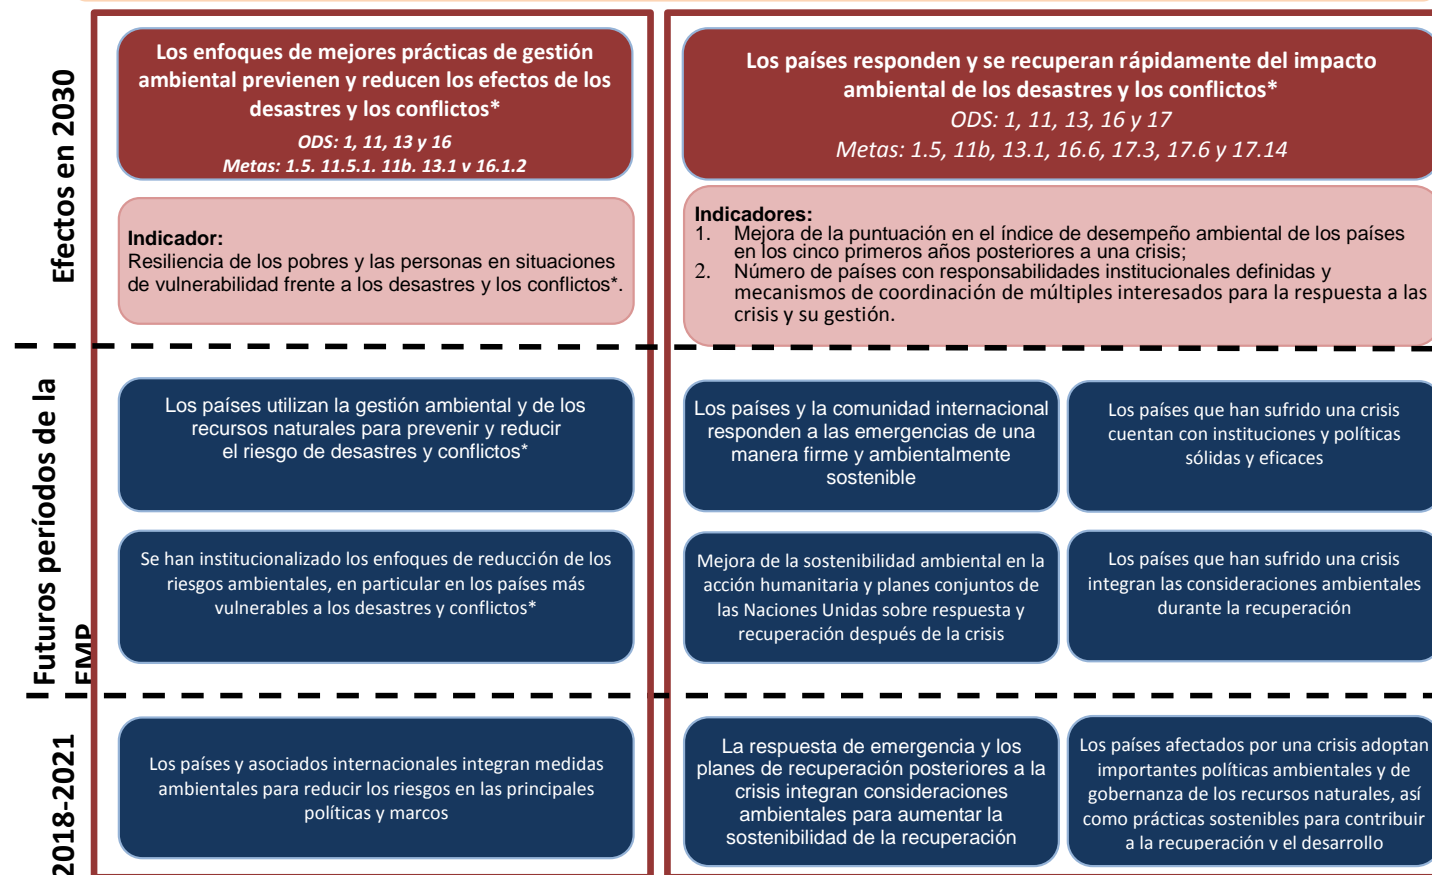 Efectos en 2030
Los enfoques de mejores prácticas de gestión
ambiental previenen y reducen los efectos de los
desastres y los conflictos*
ODS: 1, 11, 13 y 16
Metas: 1.5. 11.5.1. 11b. 13.1 y 16.1.2
Indicador:
Resiliencia de los pobres y las personas en situaciones
de vulnerabilidad frente a los desastres y los conflictos*.
Los países responden y se recuperan rápidamente del impacto
ambiental de los desastres y los conflictos*
ODS: 1, 11, 13, 16 y 17
Metas: 1.5, 11b, 13.1, 16.6, 17.3, 17.6 y 17.14
Indicadores:
1. Mejora de la puntuación en el índice de desempeño ambiental de los países
en los cinco primeros años posteriores a una crisis;
2. Número de países con responsabilidades institucionales definidas y
mecanismos de coordinación de múltiples interesados para la respuesta a las
crisis y su gestión.
Futuros períodos de la
EMP
Los países utilizan la gestión ambiental y de los
recursos naturales para prevenir y reducir
el riesgo de desastres y conflictos*
Los países y la comunidad internacional
responden a las emergencias de una
manera firme y ambientalmente
sostenible
Los países que han sufrido una crisis
cuentan con instituciones y políticas
sólidas y eficaces
Se han institucionalizado los enfoques de reducción de los
riesgos ambientales, en particular en los países más
vulnerables a los desastres y conflictos*
Mejora de la sostenibilidad ambiental en la
acción humanitaria y planes conjuntos de
las Naciones Unidas sobre respuesta y
recuperación después de la crisis
Los países que han sufrido una crisis
integran las consideraciones ambientales
durante la recuperación
2018-2021
Los países y asociados internacionales integran medidas
ambientales para reducir los riesgos en las principales
políticas y marcos
La respuesta de emergencia y los
planes de recuperación posteriores a la
crisis integran consideraciones
ambientales para aumentar la
sostenibilidad de la recuperación
Los países afectados por una crisis adoptan
importantes políticas ambientales y de
gobernanza de los recursos naturales, así
como prácticas sostenibles para contribuir
a la recuperación y el desarrollo